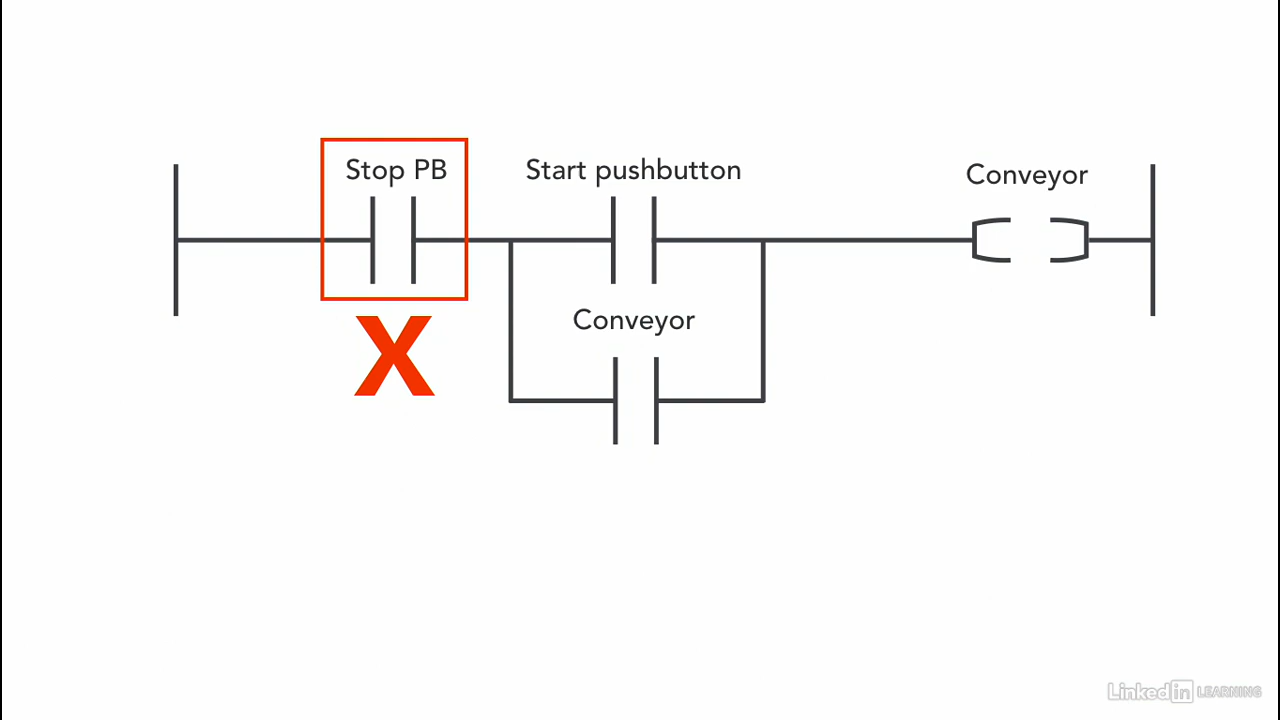 Stop PB
Start pushbutton
Conveyor
Conveyor
X
LinkedIn LEARNING